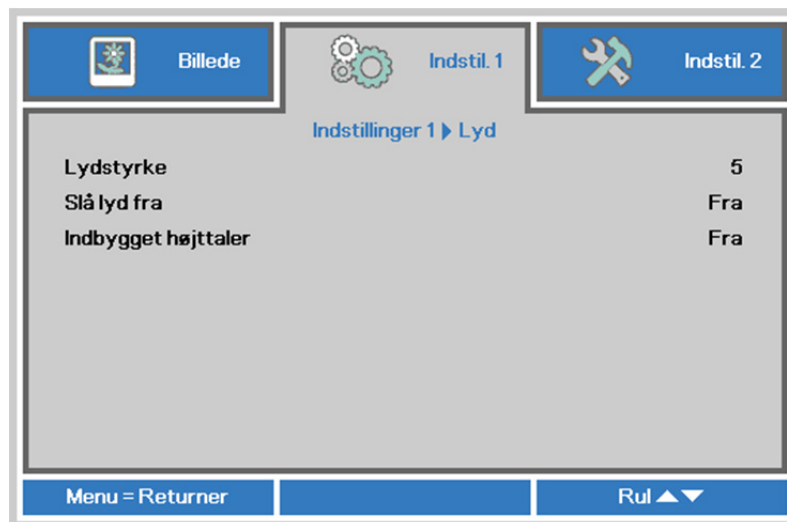 Billede Indstil. 1 Indstil. 2
Indstillinger 1 ▶ Lyd
Lydstyrke 5
Slå lyd fra Fra
Indbygget højttaler Fra
Menu = Returner Rul ▲▼